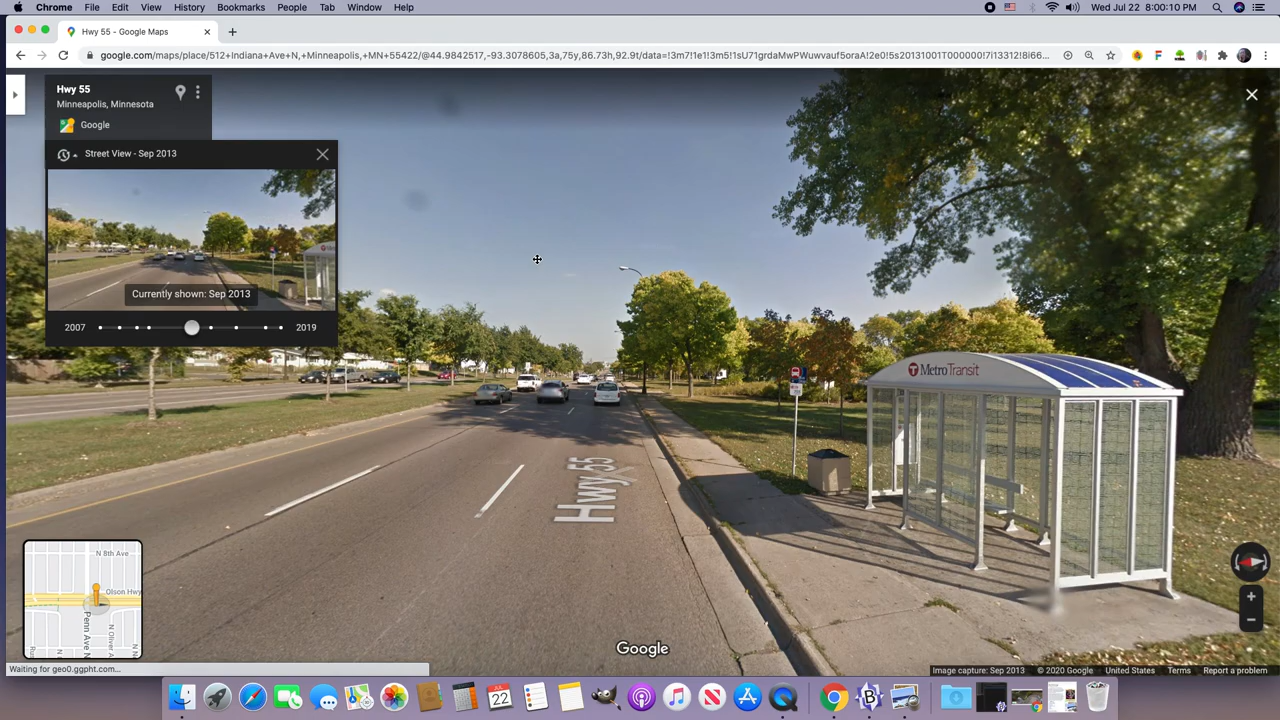 Chrome File Edit View History Bookmarks People Tab Window Help Wed Jul 22 8:00:10 PM
Hwy 55 - Google Maps
google.com/maps/place/512+Indiana+Ave+N,+Minneapolis,+MN+55422/@44.9842517,-93.3078605,3a,75y,86.73h,92.9t/data=!3m7!1e1!3m5!1sU71grdaMwPWuwvauf5oraA!2e0!5s20131001T000000!7i13312!8i66...
Hwy 55
Minneapolis, Minnesota
Google
Street View - Sep 2013
Currently shown: Sep 2013
2007 2019
MetroTransit
Hwy 55
N 8th Ave
Olson Hwy
Penn Ave N
Google
Waiting for geo0.ggpht.com...
Image capture: Sep 2013 © 2020 Google United States Terms Report a problem